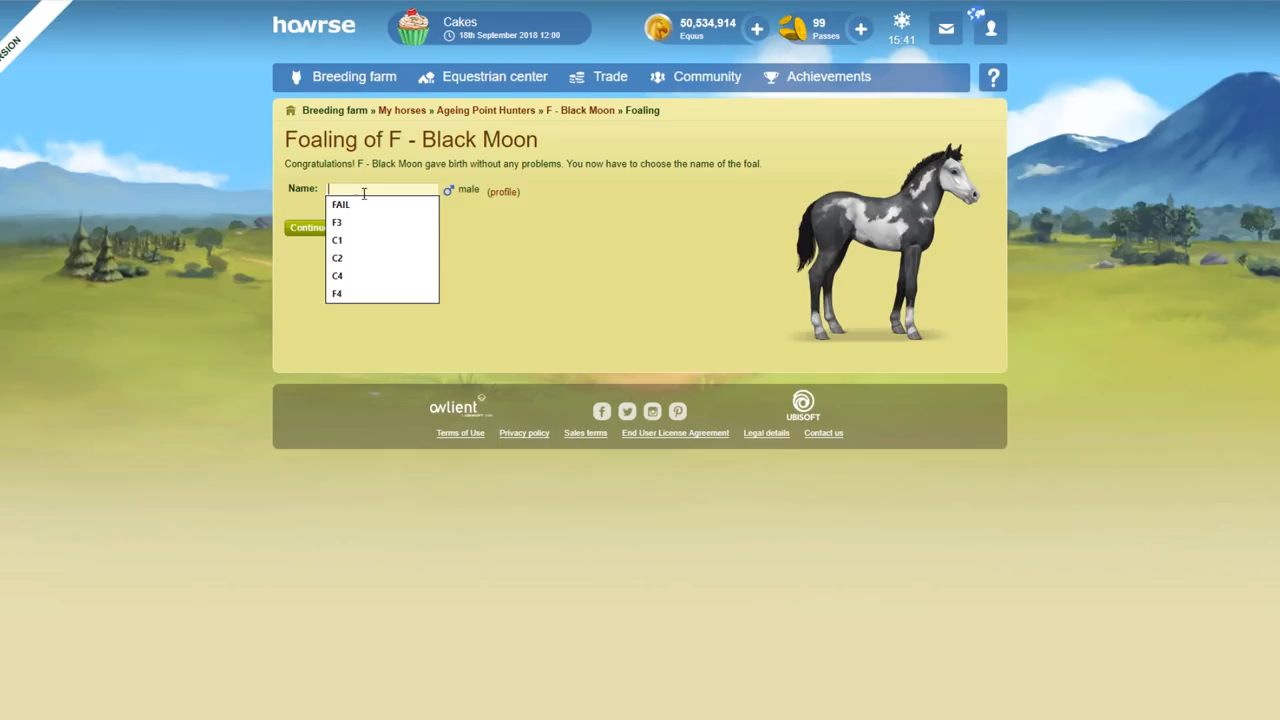 RSION
howrse
Cakes
18th September 2018 12:00
50,534,914
Equus
99
Passes
15:41
Breeding farm
Equestrian center
Trade
Community
Achievements
?
Breeding farm » My horses » Ageing Point Hunters » F - Black Moon » Foaling
Foaling of F - Black Moon
Congratulations! F - Black Moon gave birth without any problems. You now have to choose the name of the foal.
Name:
male (profile)
FAIL
F3
Continu
C1
C2
C4
F4
owlient
UBISOFT
Terms of Use
Privacy policy
Sales terms
End User License Agreement
Legal details
Contact us